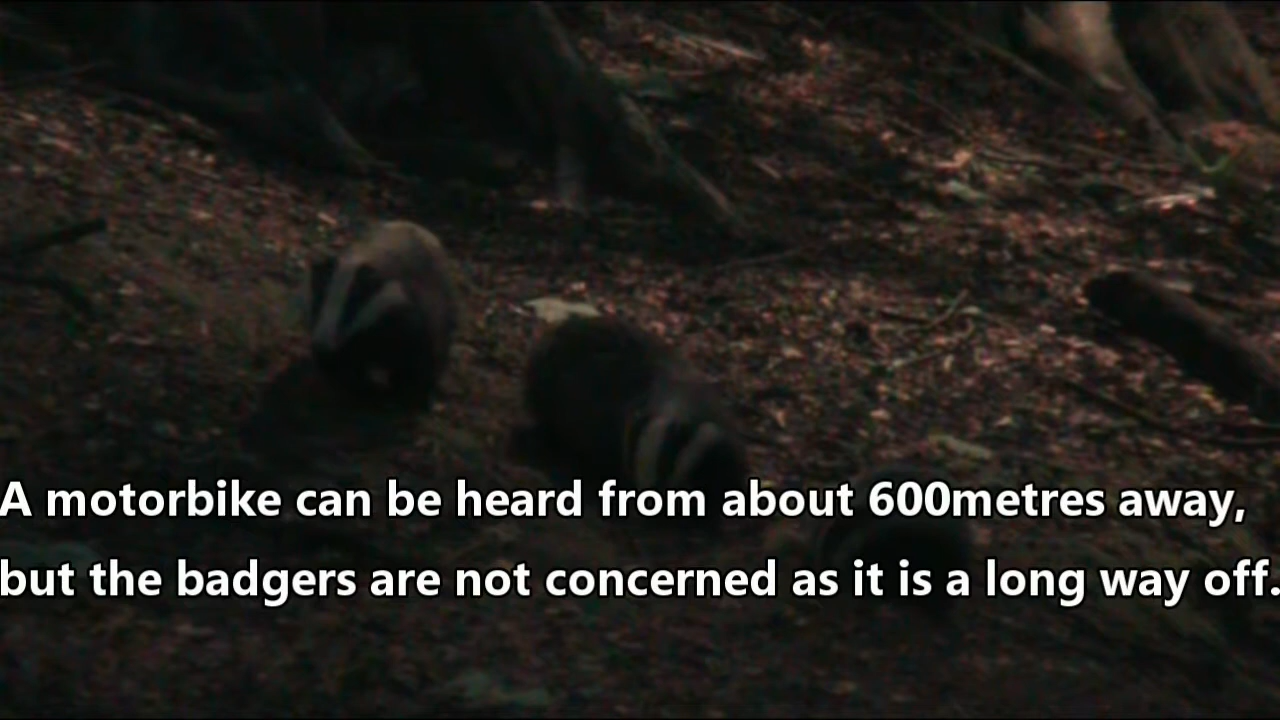 A motorbike can be heard from about 600metres away,
but the badgers are not concerned as it is a long way off.